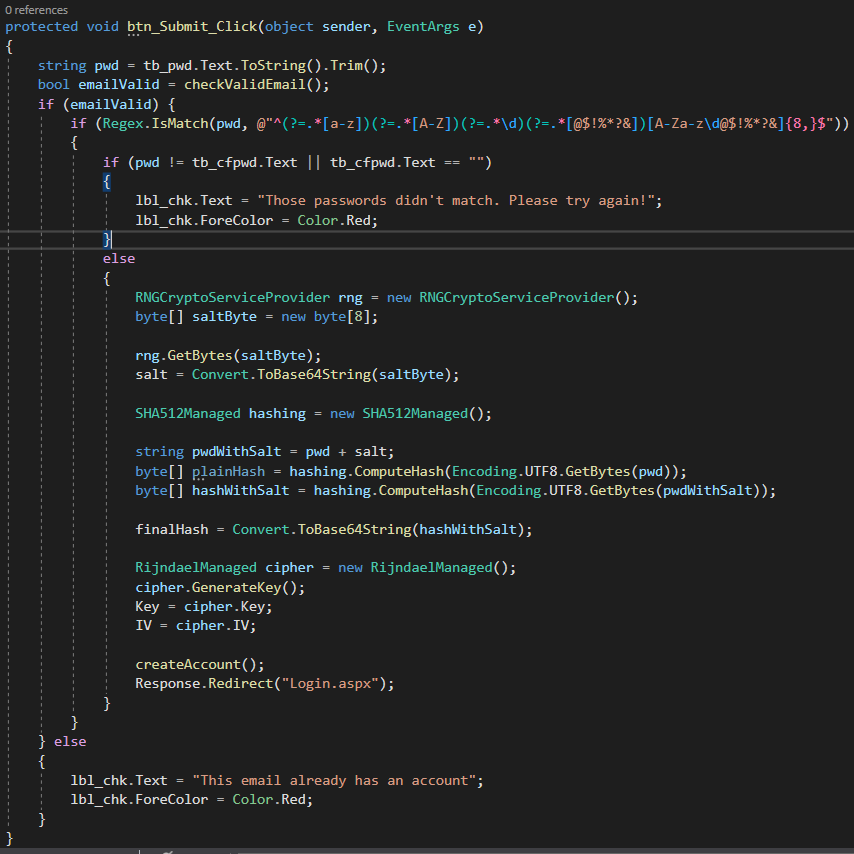 0 references
protected void btn_Submit_Click(object sender, EventArgs e)
{
string pwd = tb_pwd.Text.ToString().Trim();
bool emailValid = checkValidEmail();
if (emailValid) {
if (Regex.IsMatch(pwd, @"^(?=.*[a-z])(?=.*[A-Z])(?=.*\d)(?=.*[@$!%*?&])[A-Za-z\d@$!%*?&]{8,}$"))
{
if (pwd != tb_cfpwd.Text || tb_cfpwd.Text == "")
{
lbl_chk.Text = "Those passwords didn't match. Please try again!";
lbl_chk.ForeColor = Color.Red;
}
else
{
RNGCryptoServiceProvider rng = new RNGCryptoServiceProvider();
byte[] saltByte = new byte[8];
rng.GetBytes(saltByte);
salt = Convert.ToBase64String(saltByte);
SHA512Managed hashing = new SHA512Managed();
string pwdWithSalt = pwd + salt;
byte[] plainHash = hashing.ComputeHash(Encoding.UTF8.GetBytes(pwd));
byte[] hashWithSalt = hashing.ComputeHash(Encoding.UTF8.GetBytes(pwdWithSalt));
finalHash = Convert.ToBase64String(hashWithSalt);
RijndaelManaged cipher = new RijndaelManaged();
cipher.GenerateKey();
Key = cipher.Key;
IV = cipher.IV;
createAccount();
Response.Redirect("Login.aspx");
}
}
} else
{
lbl_chk.Text = "This email already has an account";
lbl_chk.ForeColor = Color.Red;
}
}